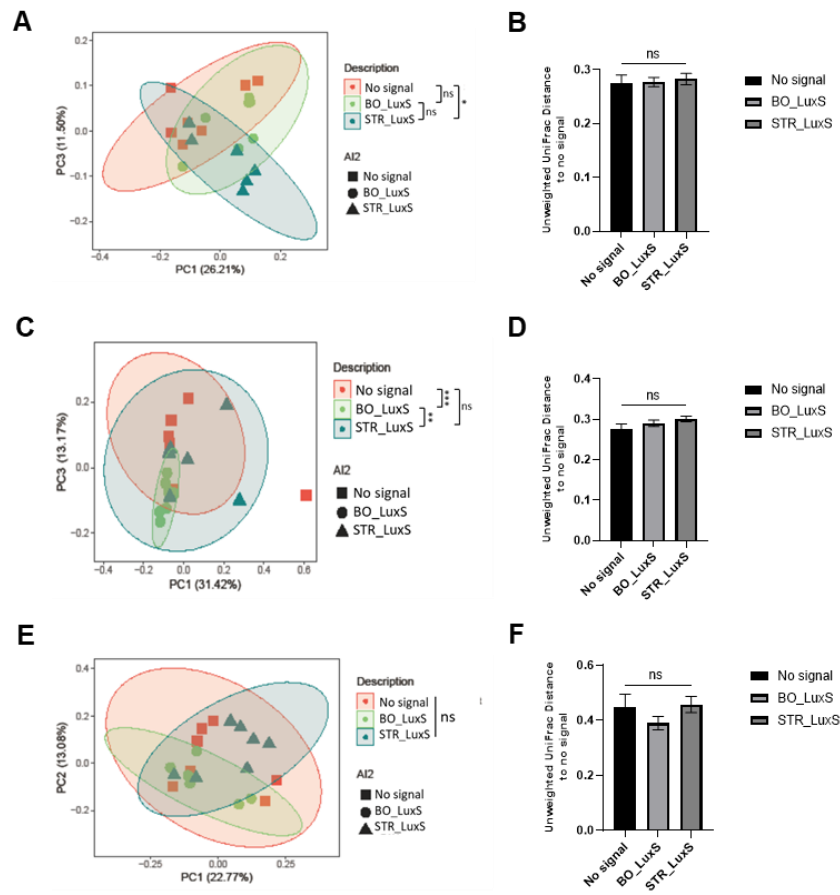 A
PC3 (11.50%)
0.2
0.1
0.0
-0.1
-0.2
-0.4
-0.2
0.0
0.2
PC1 (26.21%)
Description
No signal
BO_LuxS
STR_LuxS
ns
ns
*
AI2
No signal
BO_LuxS
STR_LuxS
B
Unweighted UniFrac Distance
to no signal
0.3
0.2
0.1
0.0
ns
No signal
BO_LuxS
STR_LuxS
No signal
BO_LuxS
STR_LuxS
C
PC3 (13.17%)
0.2
0.0
-0.2
-0.2
0.0
0.2
0.4
0.6
PC1 (31.42%)
Description
No signal
BO_LuxS
STR_LuxS
***
**
ns
AI2
No signal
BO_LuxS
STR_LuxS
D
Unweighted UniFrac Distance
to no signal
0.4
0.3
0.2
0.1
0.0
ns
No signal
BO_LuxS
STR_LuxS
No signal
BO_LuxS
STR_LuxS
E
PC2 (13.08%)
0.4
0.2
0.0
-0.2
-0.25
0.00
0.25
PC1 (22.77%)
Description
No signal
BO_LuxS
STR_LuxS
ns
AI2
No signal
BO_LuxS
STR_LuxS
F
Unweighted UniFrac Distance
to no signal
0.6
0.4
0.2
0.0
ns
No signal
BO_LuxS
STR_LuxS
No signal
BO_LuxS
STR_LuxS